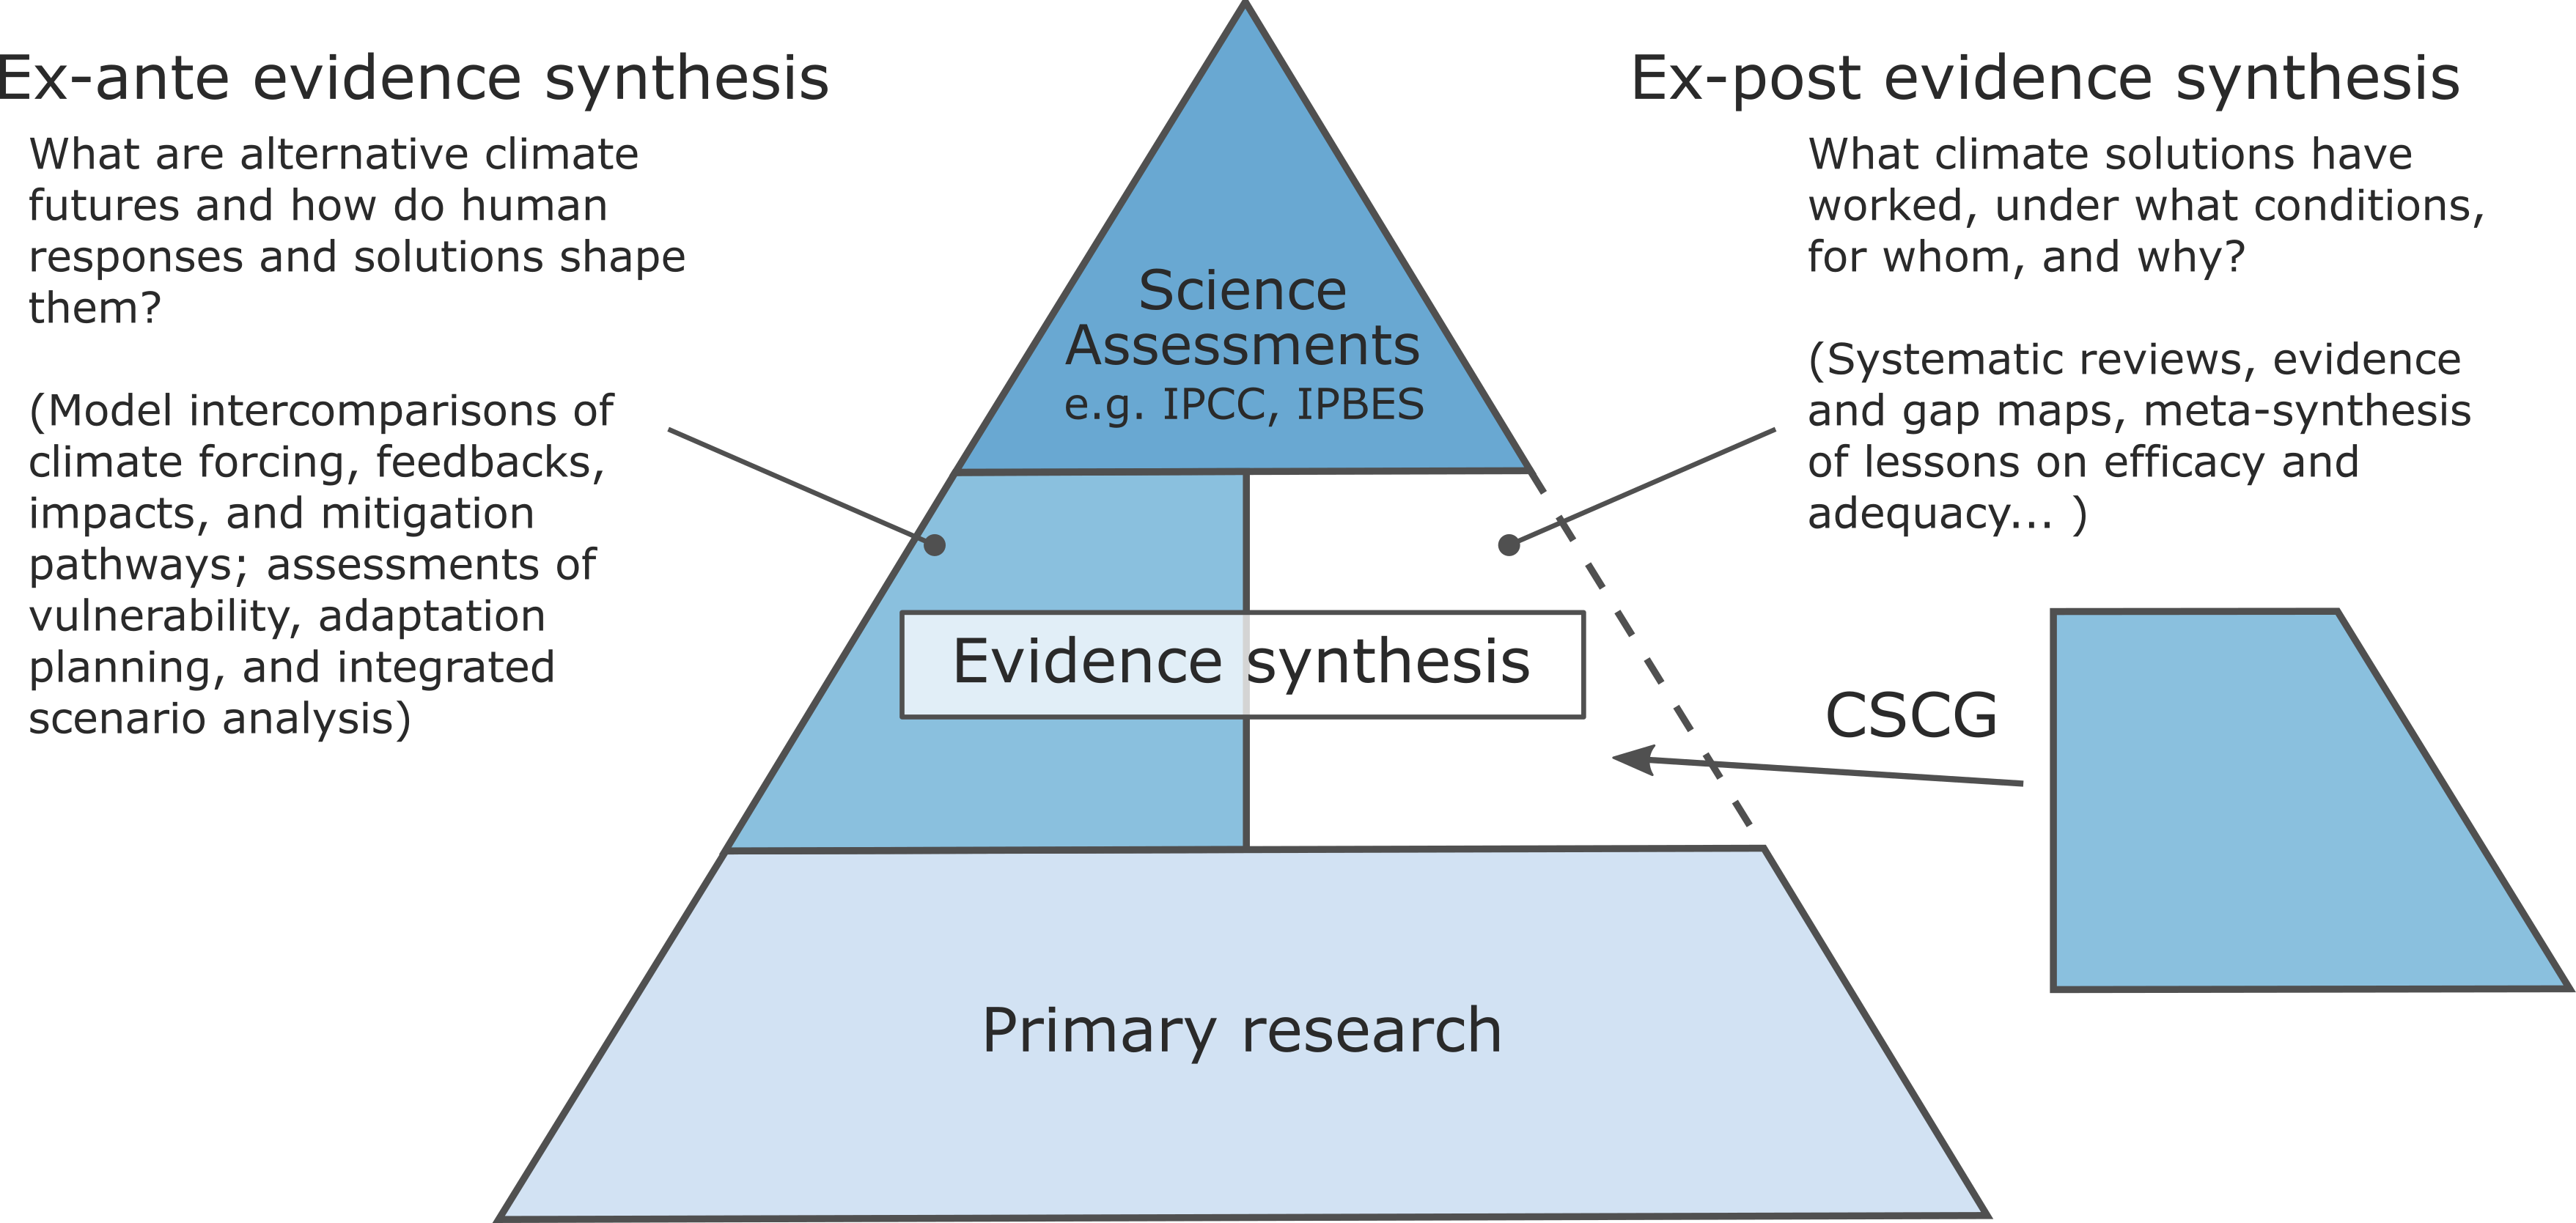 Ex-ante evidence synthesis
What are alternative climate
futures and how do human
responses and solutions shape
them?
(Model intercomparisons of
climate forcing, feedbacks,
impacts, and mitigation
pathways; assessments of
vulnerability, adaptation
planning, and integrated
scenario analysis)
Science
Assessments
e.g. IPCC, IPBES
Evidence synthesis
Primary research
Ex-post evidence synthesis
What climate solutions have
worked, under what conditions,
for whom, and why?
(Systematic reviews, evidence
and gap maps, meta-synthesis
of lessons on efficacy and
adequacy... )
CSCG